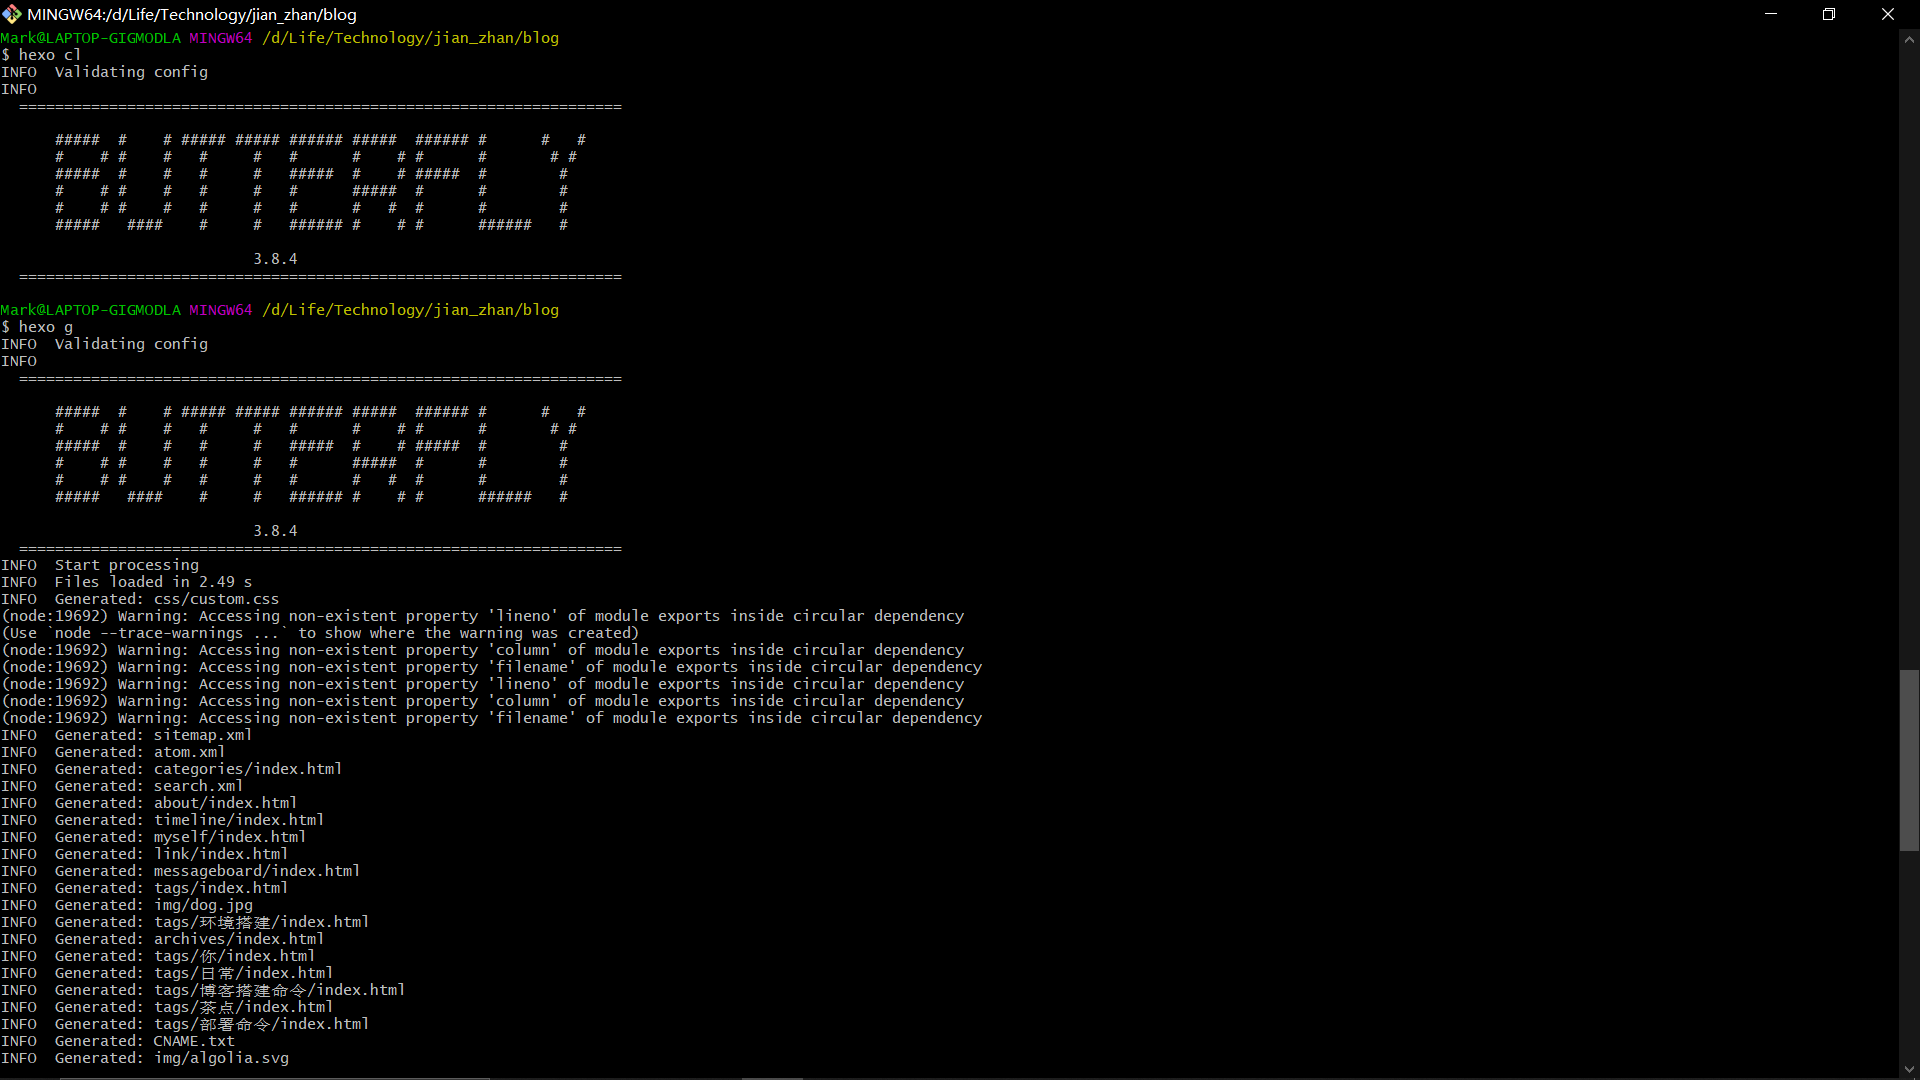 MINGW64:/d/Life/Technology/jian_zhan/blog
Mark@LAPTOP-GIGMODLA MINGW64 /d/Life/Technology/jian_zhan/blog
$ hexo cl
INFO  Validating config
INFO
  ===================================================================
      #####  #    # ##### ##### ###### #####  ###### #      #   #
      #    # #    #   #     #   #      #    # #      #       # #
      #####  #    #   #     #   #####  #    # #####  #        #
      #    # #    #   #     #   #      #####  #      #        #
      #    # #    #   #     #   #      #   #  #      #        #
      #####   ####    #     #   ###### #    # #      ######   #
                            3.8.4
  ===================================================================
Mark@LAPTOP-GIGMODLA MINGW64 /d/Life/Technology/jian_zhan/blog
$ hexo g
INFO  Validating config
INFO
  ===================================================================
      #####  #    # ##### ##### ###### #####  ###### #      #   #
      #    # #    #   #     #   #      #    # #      #       # #
      #####  #    #   #     #   #####  #    # #####  #        #
      #    # #    #   #     #   #      #####  #      #        #
      #    # #    #   #     #   #      #   #  #      #        #
      #####   ####    #     #   ###### #    # #      ######   #
                            3.8.4
  ===================================================================
INFO  Start processing
INFO  Files loaded in 2.49 s
INFO  Generated: css/custom.css
(node:19692) Warning: Accessing non-existent property 'lineno' of module exports inside circular dependency
(Use `node --trace-warnings ...` to show where the warning was created)
(node:19692) Warning: Accessing non-existent property 'column' of module exports inside circular dependency
(node:19692) Warning: Accessing non-existent property 'filename' of module exports inside circular dependency
(node:19692) Warning: Accessing non-existent property 'lineno' of module exports inside circular dependency
(node:19692) Warning: Accessing non-existent property 'column' of module exports inside circular dependency
(node:19692) Warning: Accessing non-existent property 'filename' of module exports inside circular dependency
INFO  Generated: sitemap.xml
INFO  Generated: atom.xml
INFO  Generated: categories/index.html
INFO  Generated: search.xml
INFO  Generated: about/index.html
INFO  Generated: timeline/index.html
INFO  Generated: myself/index.html
INFO  Generated: link/index.html
INFO  Generated: messageboard/index.html
INFO  Generated: tags/index.html
INFO  Generated: img/dog.jpg
INFO  Generated: tags/环境搭建/index.html
INFO  Generated: archives/index.html
INFO  Generated: tags/你/index.html
INFO  Generated: tags/日常/index.html
INFO  Generated: tags/博客搭建命令/index.html
INFO  Generated: tags/茶点/index.html
INFO  Generated: tags/部署命令/index.html
INFO  Generated: CNAME.txt
INFO  Generated: img/algolia.svg